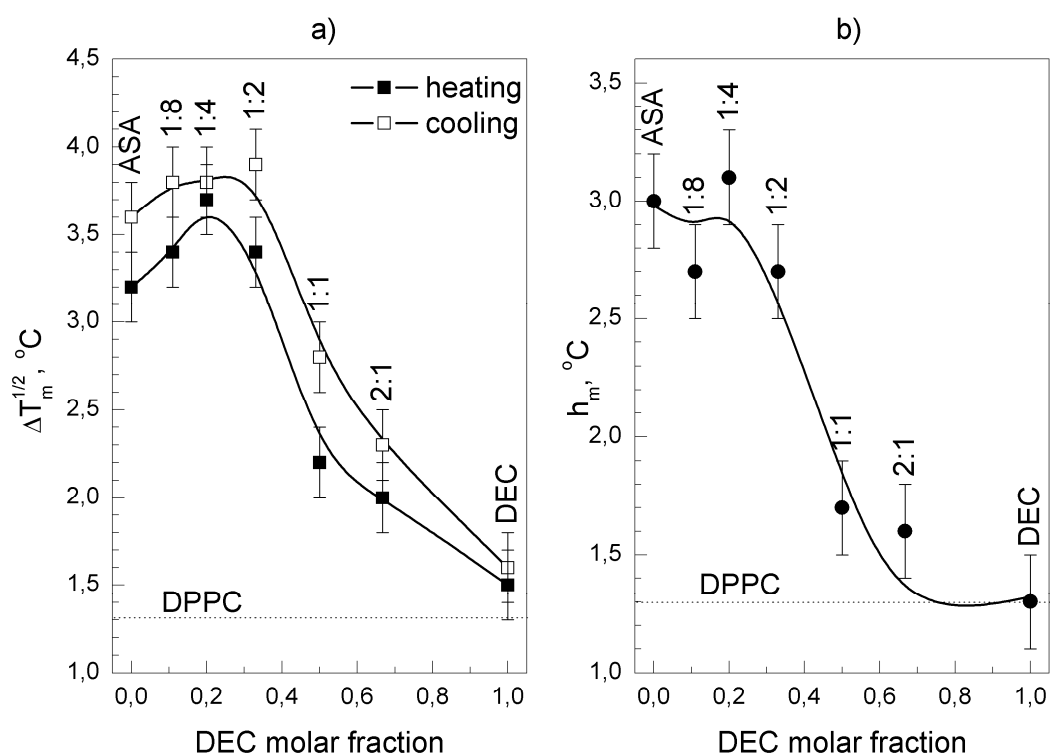 a)
4,5
4,0
3,5
3,0
2,5
2,0
1,5
1,0
ΔTₘ¹ᐟ², °C
heating
cooling
ASA
1:8
1:4
1:2
1:1
2:1
DEC
DPPC
0,0 0,2 0,4 0,6 0,8 1,0
DEC molar fraction
b)
3,5
3,0
2,5
2,0
1,5
1,0
hₘ, °C
ASA
1:8
1:4
1:2
1:1
2:1
DEC
DPPC
0,0 0,2 0,4 0,6 0,8 1,0
DEC molar fraction